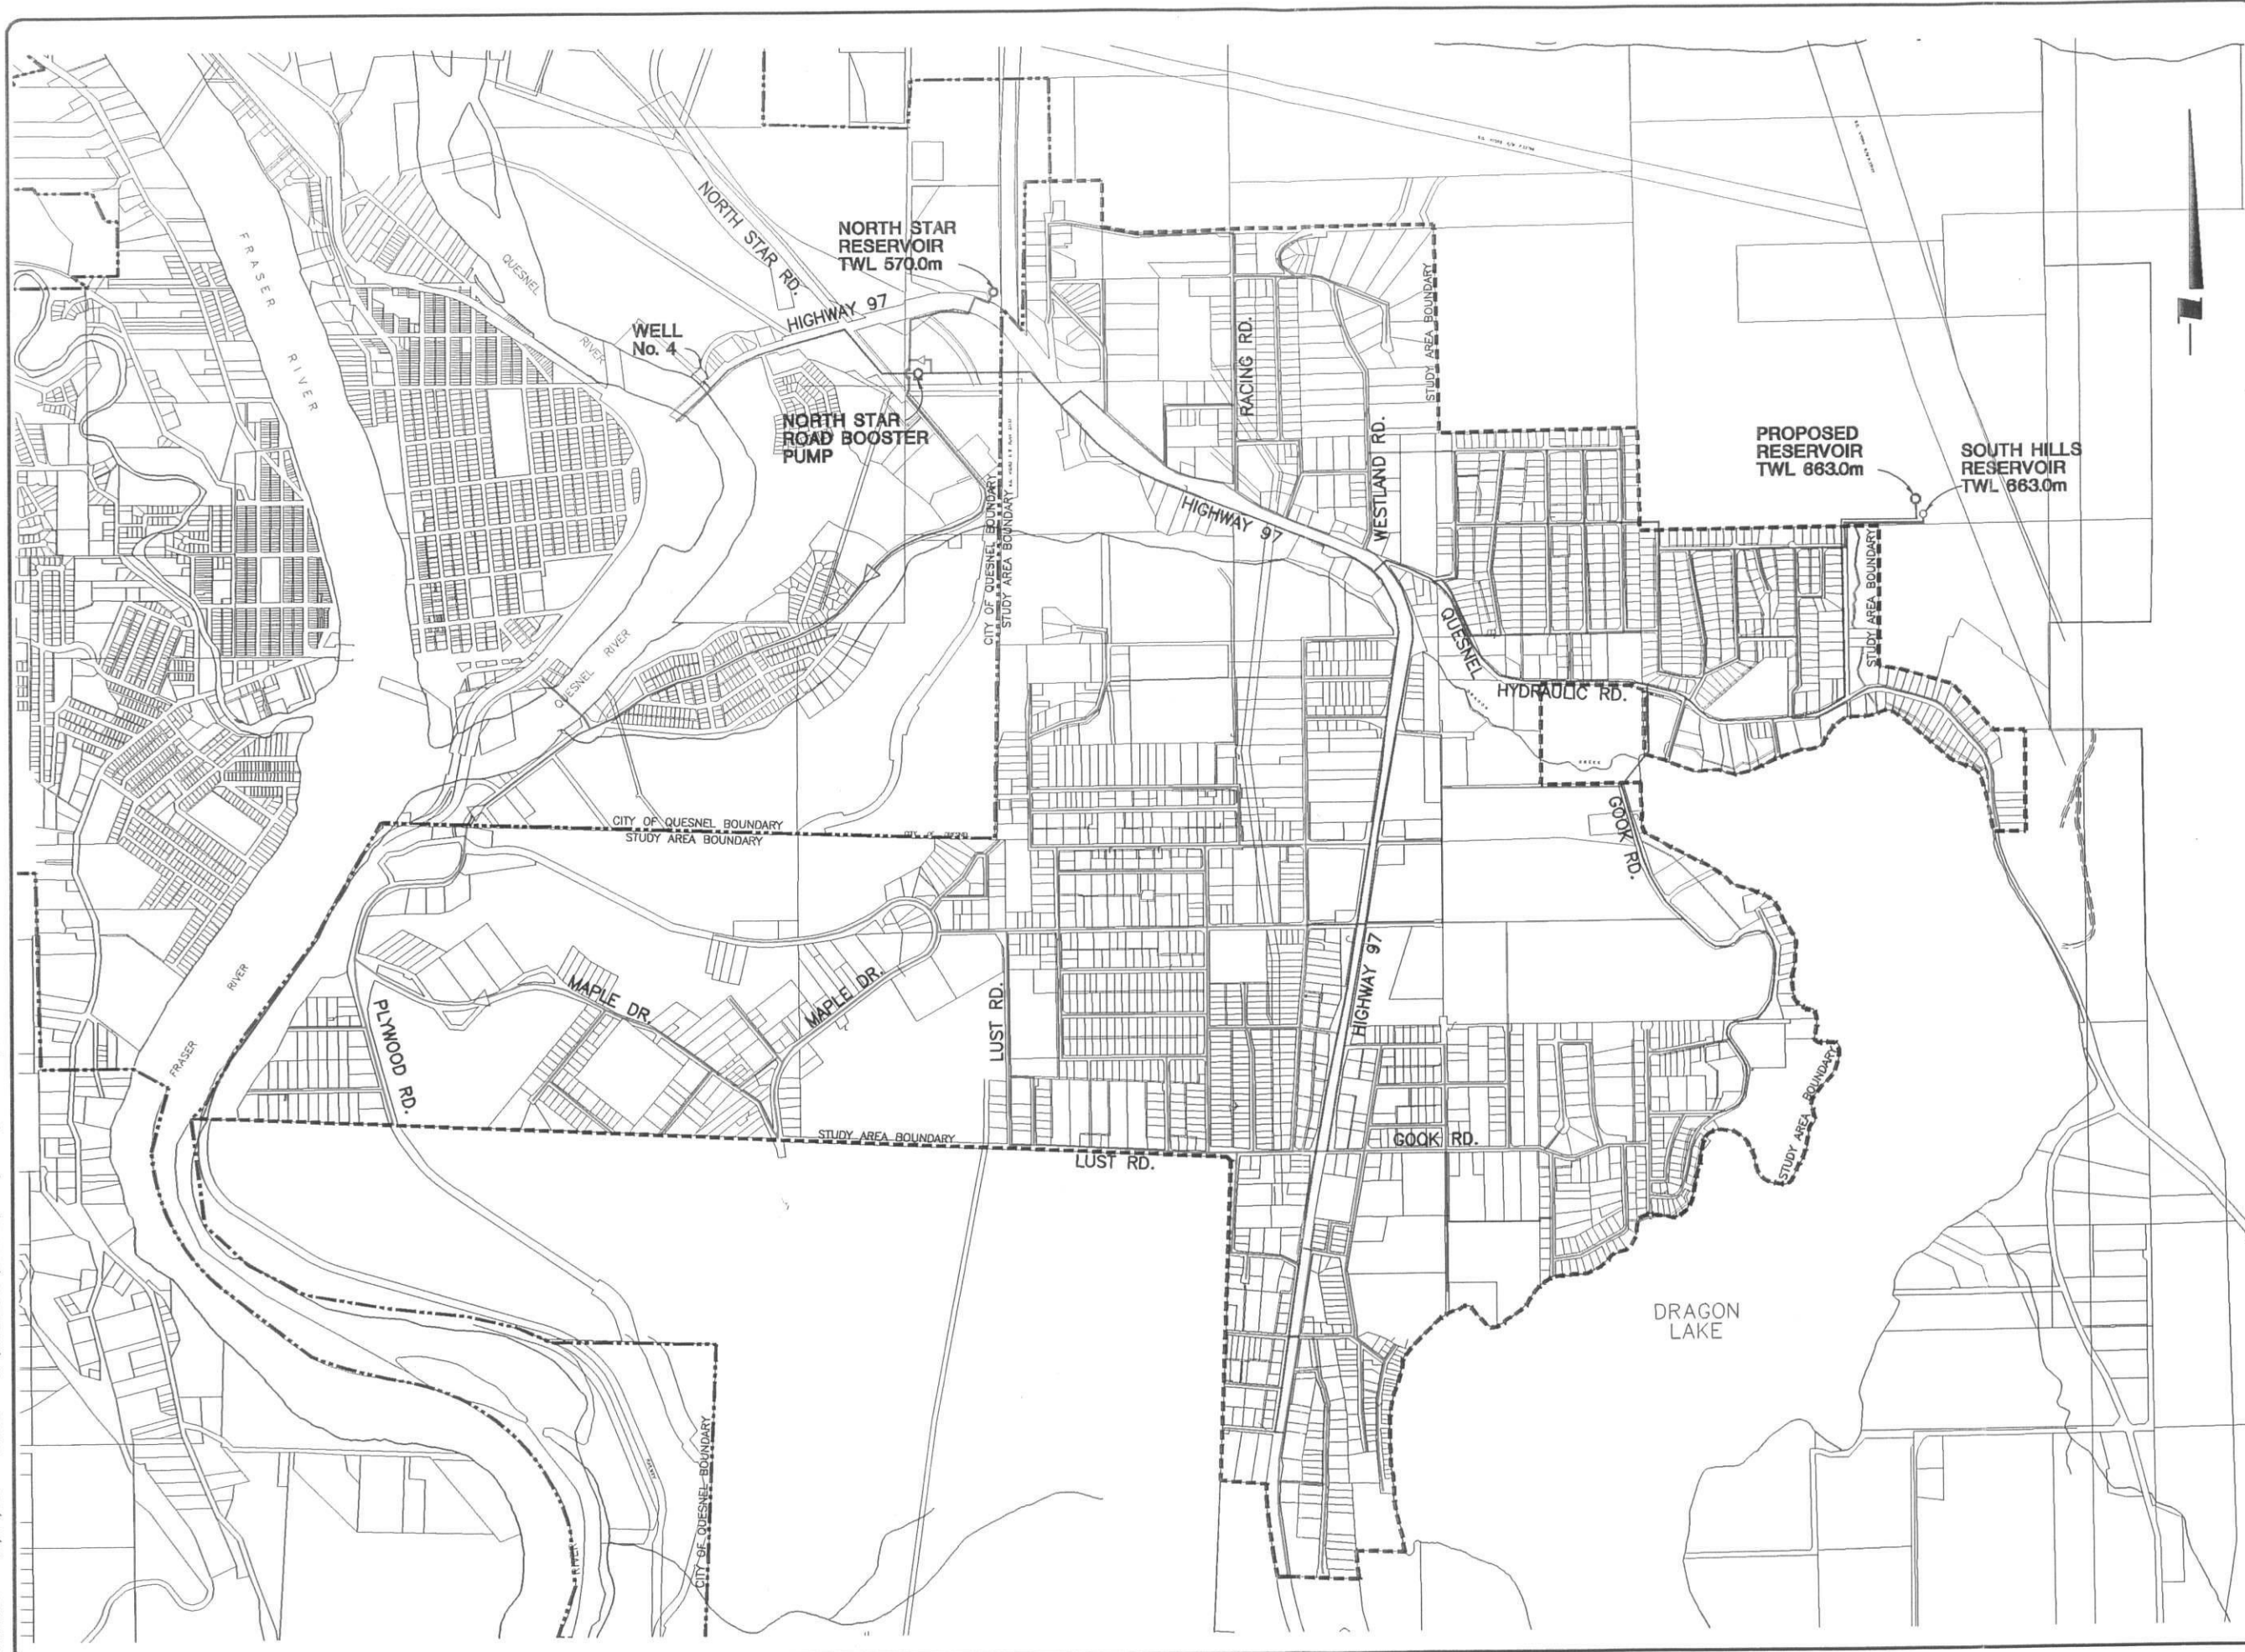 NORTH STAR RD.
NORTH STAR
RESERVOIR
TWL 570.0m
FRASER
RIVER
QUESNEL
RIVER
WELL
No. 4
HIGHWAY 97
NORTH STAR
ROAD BOOSTER
PUMP
RACING RD.
STUDY AREA BOUNDARY
WESTLAND RD.
PROPOSED
RESERVOIR
TWL 663.0m
SOUTH HILLS
RESERVOIR
TWL 663.0m
HIGHWAY 97
CITY OF QUESNEL BOUNDARY
STUDY AREA BOUNDARY
STUDY AREA BOUNDARY
QUESNEL
HYDRAULIC RD.
QUESNEL
RIVER
CITY OF QUESNEL BOUNDARY
STUDY AREA BOUNDARY
CITY OF QUESNEL
CREEK
GOOK RD.
RIVER
FRASER
MAPLE DR.
MAPLE DR.
PLYWOOD RD.
LUST RD.
HIGHWAY 97
STUDY AREA BOUNDARY
STUDY AREA BOUNDARY
LUST RD.
GOOK RD.
DRAGON
LAKE
CITY OF QUESNEL BOUNDARY
RIVER